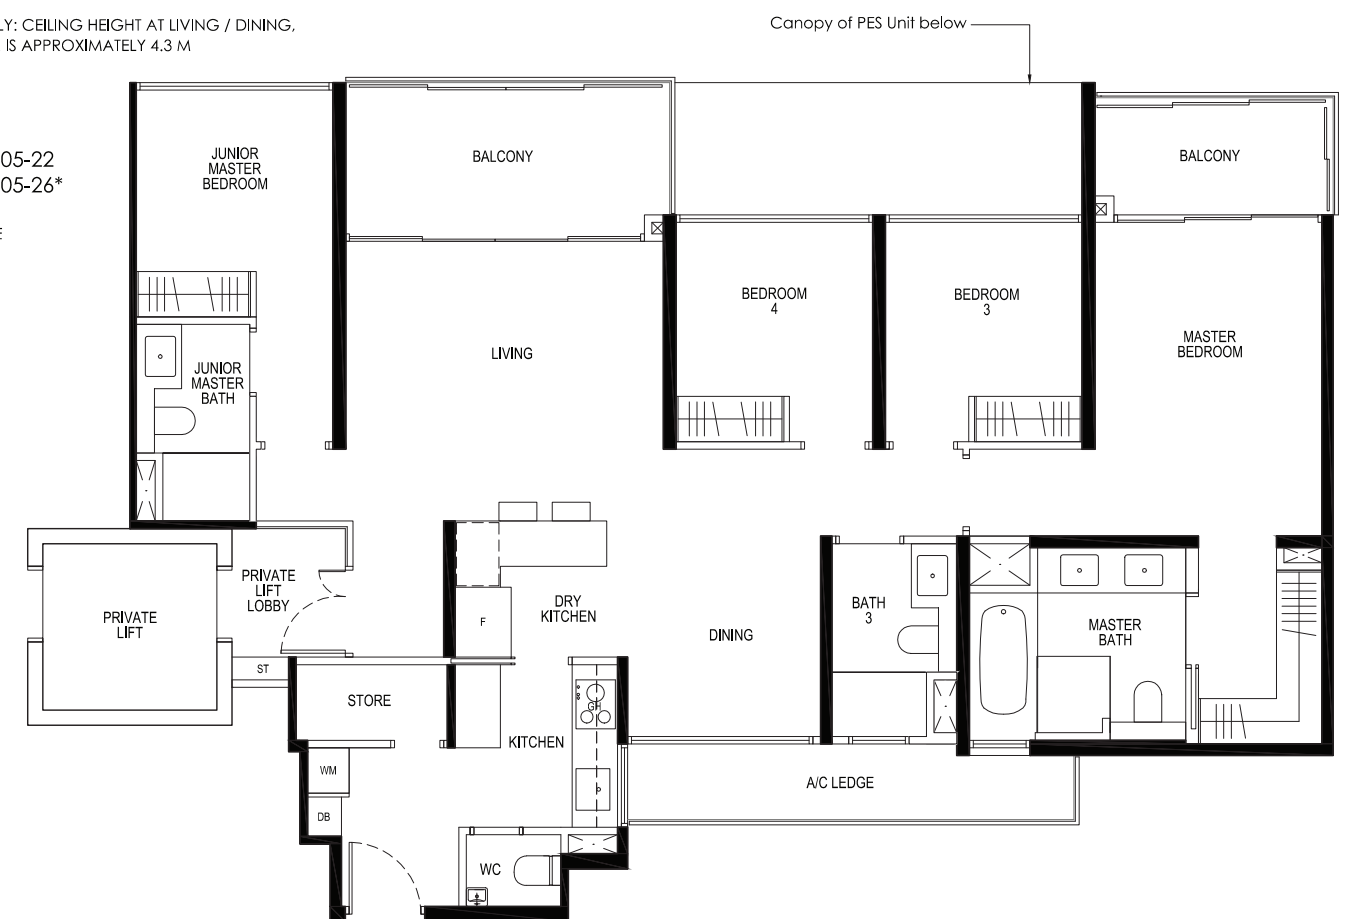 LY: CEILING HEIGHT AT LIVING / DINING,
IS APPROXIMATELY 4.3 M
Canopy of PES Unit below
05-22
05-26*
E
JUNIOR
MASTER
BEDROOM
BALCONY
BALCONY
BEDROOM
4
BEDROOM
3
MASTER
BEDROOM
LIVING
JUNIOR
MASTER
BATH
PRIVATE
LIFT
LOBBY
PRIVATE
LIFT
DRY
KITCHEN
F
DINING
BATH
3
MASTER
BATH
ST
STORE
GH
KITCHEN
WM
DB
A/C LEDGE
WC